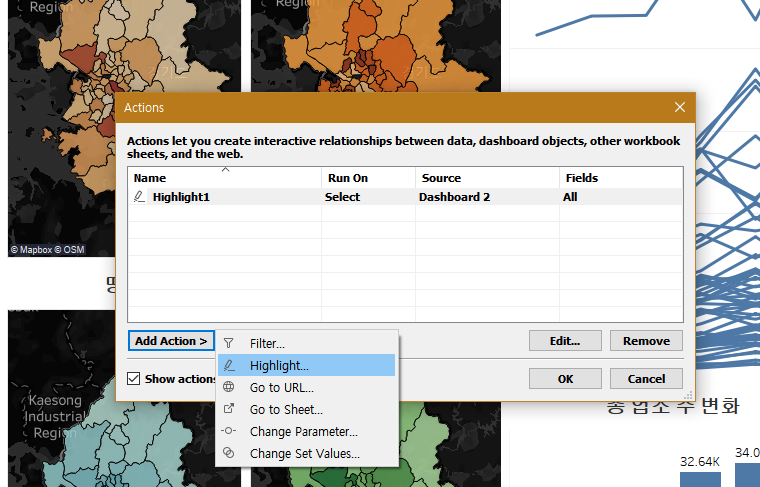 Region
Actions
Actions let you create interactive relationships between data, dashboard objects, other workbook
sheets, and the web.
Name Run On Source Fields
Highlight1 Select Dashboard 2 All
© Mapbox © OSM
Add Action >
Edit...
Remove
Filter...
Highlight...
Go to URL...
Go to Sheet...
Change Parameter...
Change Set Values...
Show actions
OK
Cancel
Kaesong
Industrial
Region
총 업소 수 변화
32.64K
34.0